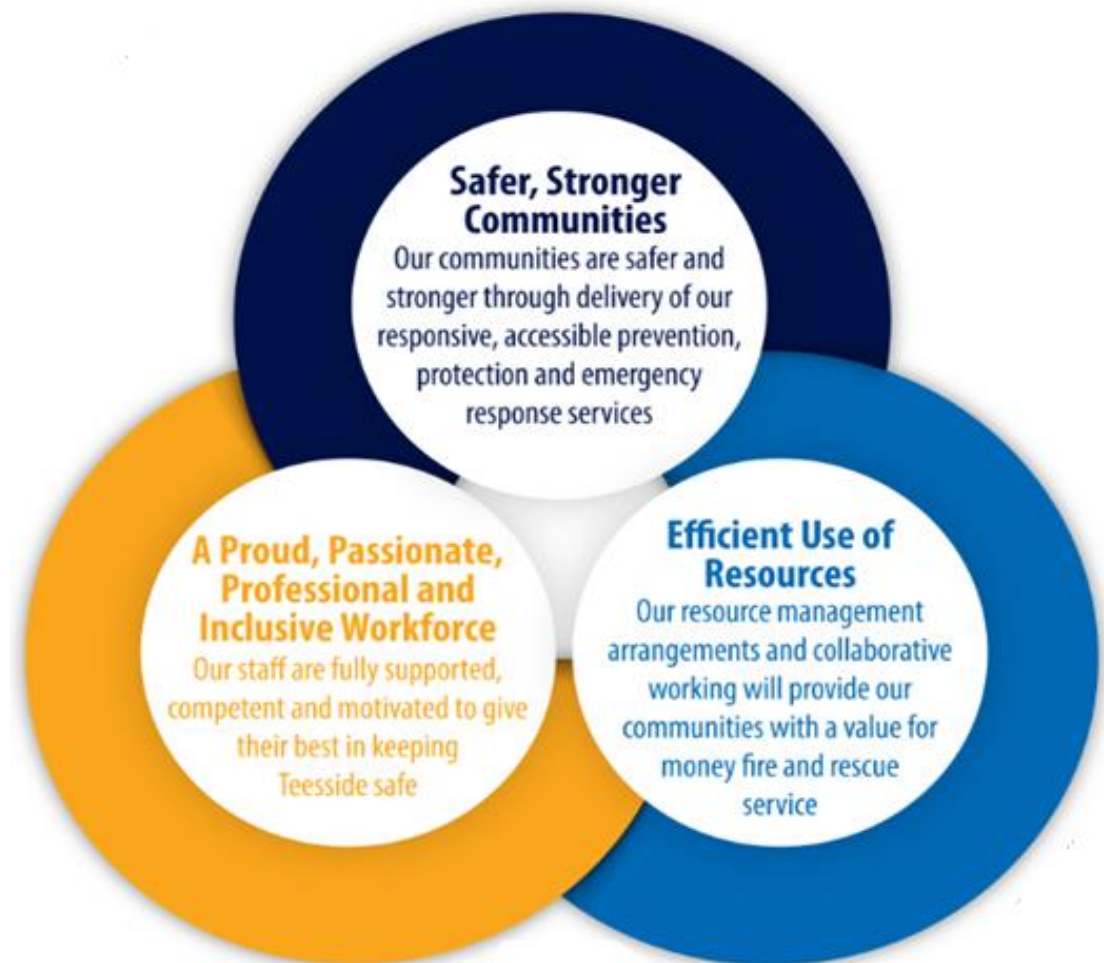 Safer, Stronger
Communities
Our communities are safer and
stronger through delivery of our
responsive, accessible prevention,
protection and emergency
response services
A Proud, Passionate,
Professional and
Inclusive Workforce
Our staff are fully supported,
competent and motivated to give
their best in keeping
Teesside safe
Efficient Use of
Resources
Our resource management
arrangements and collaborative
working will provide our
communities with a value for
money fire and rescue
service